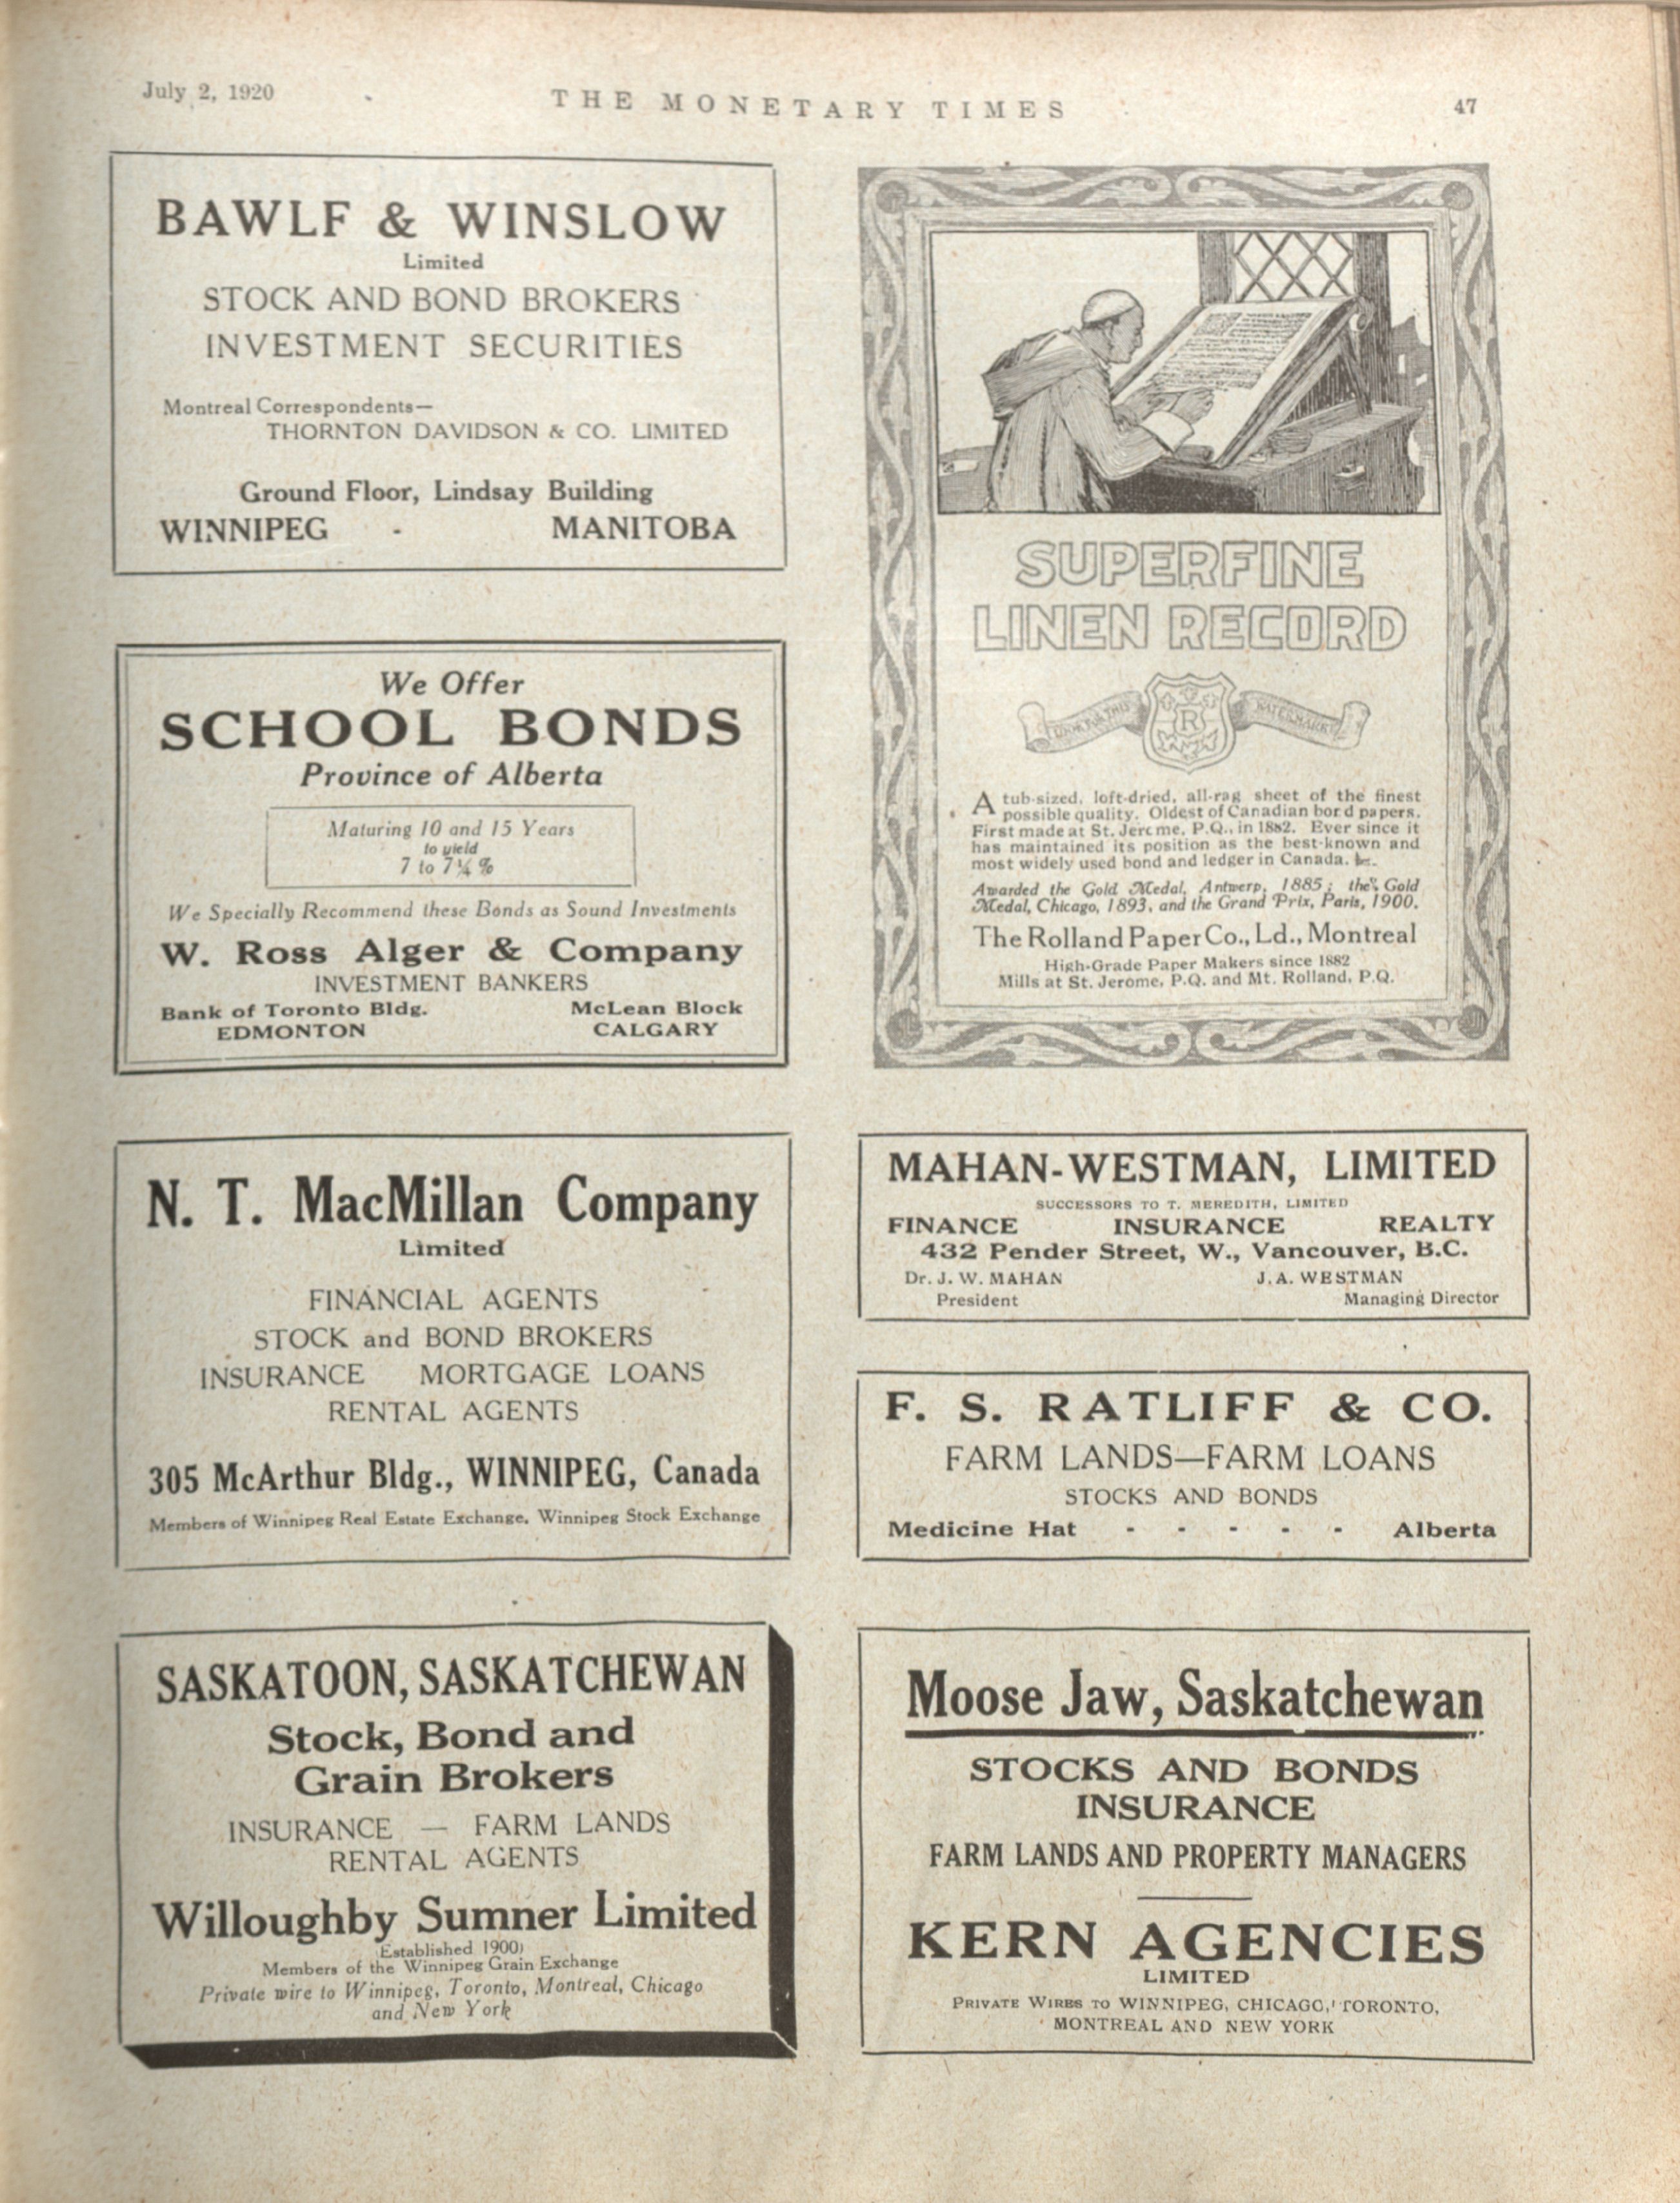 July 2, 1920
THE MONETARY TIMES
47
BAWLF & WINSLOW
Limited
STOCK AND BOND BROKERS
INVESTMENT SECURITIES
Montreal Correspondents—
THORNTON DAVIDSON & CO. LIMITED
Ground Floor, Lindsay Building
WINNIPEG - MANITOBA
We Offer
SCHOOL BONDS
Province of Alberta
Maturing 10 and 15 Years
to yield
7 to 7¼ %
We Specially Recommend these Bonds as Sound Investments
W. Ross Alger & Company
INVESTMENT BANKERS
Bank of Toronto Bldg. McLean Block
EDMONTON CALGARY
N. T. MacMillan Company
Limited
FINANCIAL AGENTS
STOCK and BOND BROKERS
INSURANCE MORTGAGE LOANS
RENTAL AGENTS
305 McArthur Bldg., WINNIPEG, Canada
Members of Winnipeg Real Estate Exchange, Winnipeg Stock Exchange
SASKATOON, SASKATCHEWAN
Stock, Bond and
Grain Brokers
INSURANCE — FARM LANDS
RENTAL AGENTS
Willoughby Sumner Limited
(Established 1900)
Members of the Winnipeg Grain Exchange
Private wire to Winnipeg, Toronto, Montreal, Chicago
and New York
SUPERFINE
LINEN RECORD
LOOK FOR THIS R WATERMARK
A tub-sized, loft-dried, all-rag sheet of the finest
possible quality. Oldest of Canadian bond papers.
First made at St. Jerome, P.Q., in 1882. Ever since it
has maintained its position as the best-known and
most widely used bond and ledger in Canada.
Awarded the Gold Medal, Antwerp, 1885; the Gold
Medal, Chicago, 1893, and the Grand Prix, Paris, 1900.
The Rolland Paper Co., Ld., Montreal
High-Grade Paper Makers since 1882
Mills at St. Jerome, P.Q. and Mt. Rolland, P.Q.
MAHAN-WESTMAN, LIMITED
SUCCESSORS TO T. MEREDITH, LIMITED
FINANCE INSURANCE REALTY
432 Pender Street, W., Vancouver, B.C.
Dr. J. W. MAHAN J. A. WESTMAN
President Managing Director
F. S. RATLIFF & CO.
FARM LANDS—FARM LOANS
STOCKS AND BONDS
Medicine Hat - - - - - Alberta
Moose Jaw, Saskatchewan
STOCKS AND BONDS
INSURANCE
FARM LANDS AND PROPERTY MANAGERS
KERN AGENCIES
LIMITED
PRIVATE WIRES TO WINNIPEG, CHICAGO, TORONTO,
MONTREAL AND NEW YORK